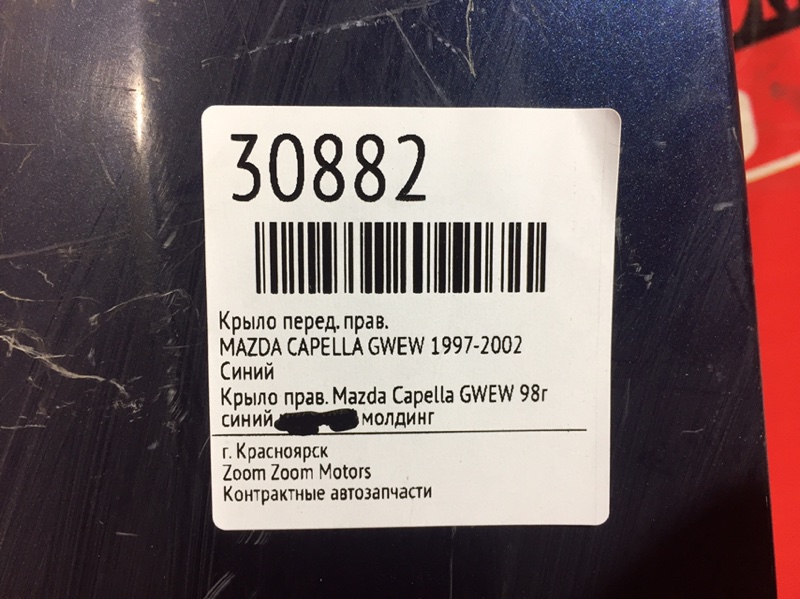 30882
Крыло перед. прав.
MAZDA CAPELLA GWEW 1997-2002
Синий
Крыло прав. Mazda Capella GWEW 98г
синий молдинг
г. Красноярск
Zoom Zoom Motors
Контрактные автозапчасти